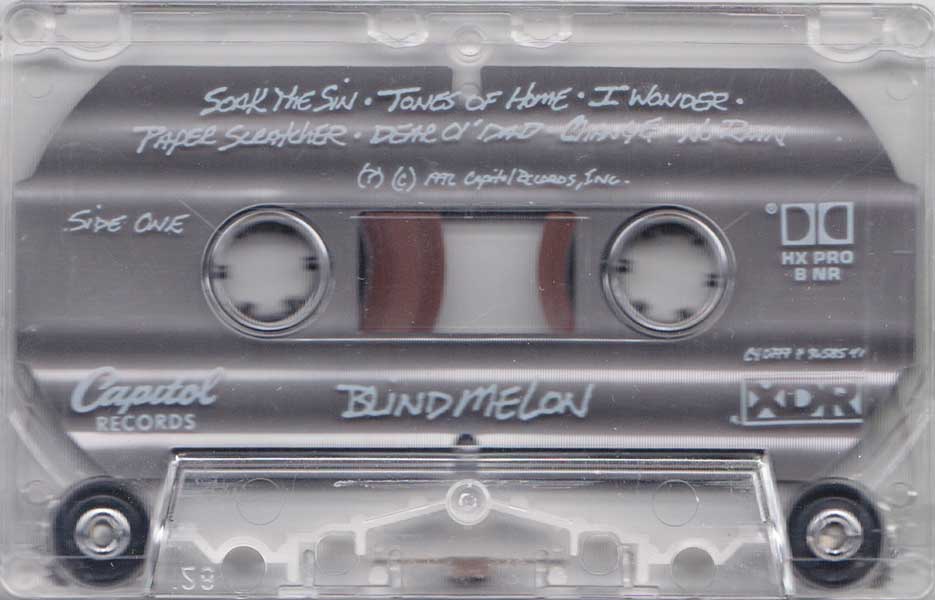 SOAK THE SIN · TONES OF HOME · I WONDER ·
PAPER SCRATCHER · DEAR OL' DAD · CHANGE · NO RAIN
(P) (C) 1992 CAPITOL RECORDS, INC.
SIDE ONE
®
HX PRO
B NR
Capitol
RECORDS
BLIND MELON
XDR